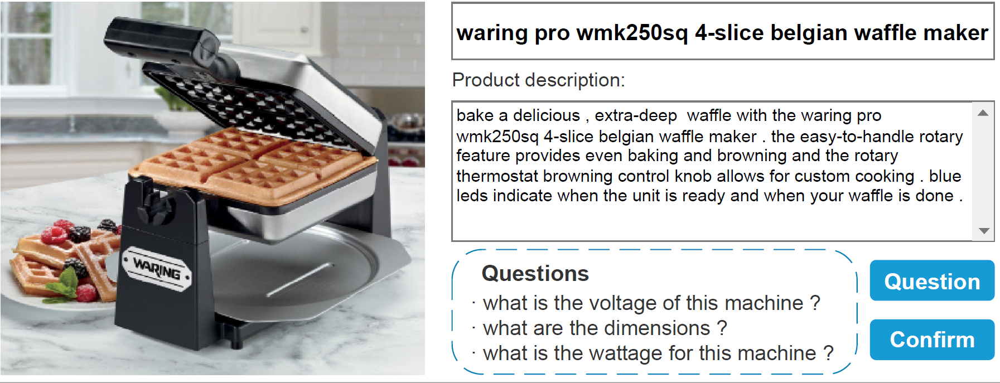 waring pro wmk250sq 4-slice belgian waffle maker
Product description:
bake a delicious , extra-deep  waffle with the waring pro
wmk250sq 4-slice belgian waffle maker . the easy-to-handle rotary
feature provides even baking and browning and the rotary
thermostat browning control knob allows for custom cooking . blue
leds indicate when the unit is ready and when your waffle is done .
Questions
· what is the voltage of this machine ?
· what are the dimensions ?
· what is the wattage for this machine ?
Question
Confirm
WARING